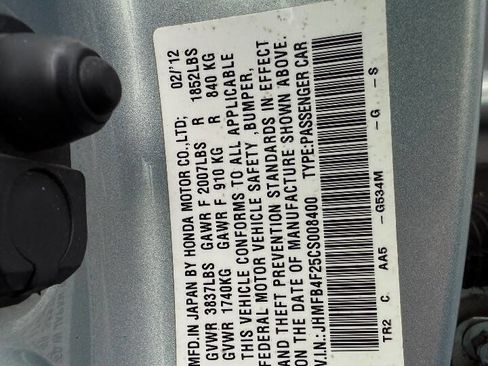 MFD.IN JAPAN BY HONDA MOTOR CO.,LTD; 02/'12
GVWR 3837LBS GAWR F 2007LBS R 1852LBS
GVWR 1740KG GAWR F 910 KG R 840 KG
THIS VEHICLE CONFORMS TO ALL APPLICABLE
FEDERAL MOTOR VEHICLE SAFETY ,BUMPER,
AND THEFT PREVENTION STANDARDS IN EFFECT
ON THE DATE OF MANUFACTURE SHOWN ABOVE.
V.I.N.:JHMFB4F25CS008400 TYPE:PASSENGER CAR
TR2 C. AA5 -G534M -G -S